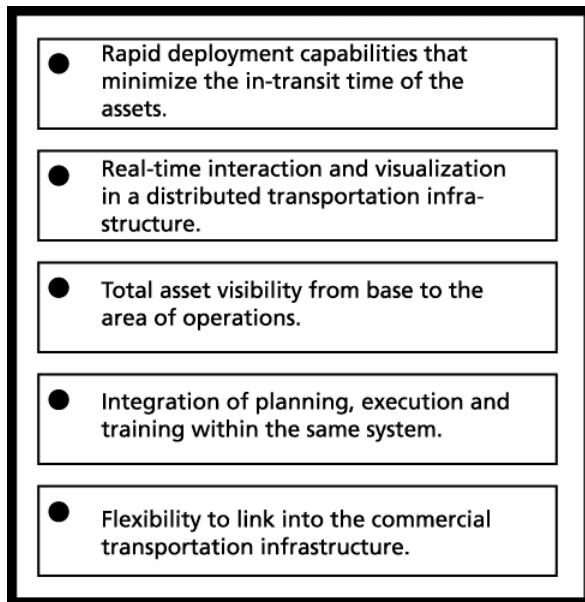 ● Rapid deployment capabilities that
minimize the in-transit time of the
assets.
● Real-time interaction and visualization
in a distributed transportation infra-
structure.
● Total asset visibility from base to the
area of operations.
● Integration of planning, execution and
training within the same system.
● Flexibility to link into the commercial
transportation infrastructure.